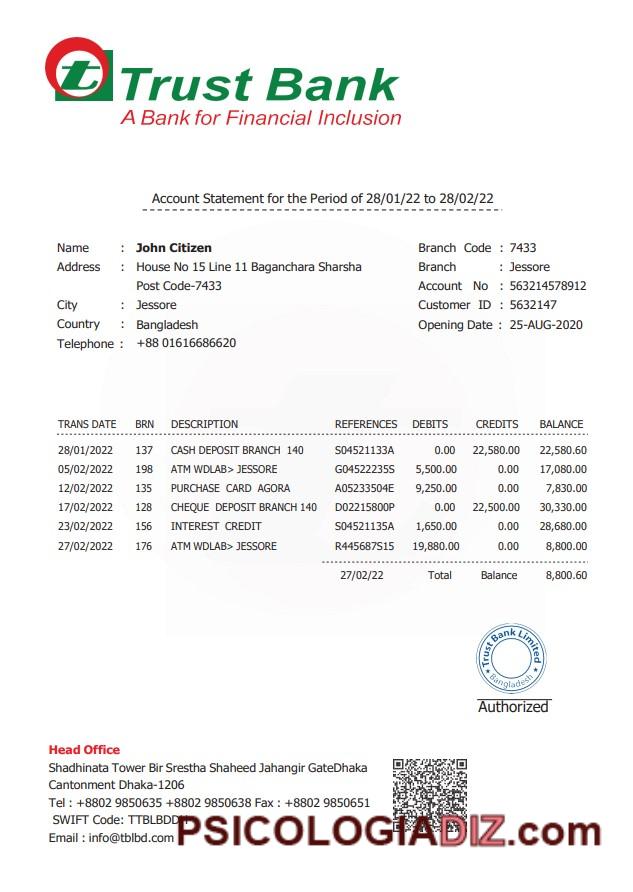 Trust Bank
A Bank for Financial Inclusion
Account Statement for the Period of 28/01/22 to 28/02/22
Name : John Citizen
Address : House No 15 Line 11 Baganchara Sharsha
Post Code-7433
City : Jessore
Country : Bangladesh
Telephone : +88 01616686620
Branch Code : 7433
Branch : Jessore
Account No : 563214578912
Customer ID : 5632147
Opening Date : 25-AUG-2020
TRANS DATE BRN DESCRIPTION REFERENCES DEBITS CREDITS BALANCE
28/01/2022 137 CASH DEPOSIT BRANCH 140 S04521133A 0.00 22,580.00 22,580.60
05/02/2022 198 ATM WDLAB> JESSORE G04522235S 5,500.00 0.00 17,080.00
12/02/2022 135 PURCHASE CARD AGORA A05233504E 9,250.00 0.00 7,830.00
17/02/2022 128 CHEQUE DEPOSIT BRANCH 140 D02215800P 0.00 22,500.00 30,330.00
23/02/2022 156 INTEREST CREDIT S04521135A 1,650.00 0.00 28,680.00
27/02/2022 176 ATM WDLAB> JESSORE R445687S15 19,880.00 0.00 8,800.00
27/02/22 Total Balance 8,800.60
Trust Bank Limited
Bangladesh
Authorized
Head Office
Shadhinata Tower Bir Srestha Shaheed Jahangir GateDhaka
Cantonment Dhaka-1206
Tel : +8802 9850635 +8802 9850638 Fax : +8802 9850651
SWIFT Code:
Email : info@tblbd.com
PSICOLOGIADIZ.com